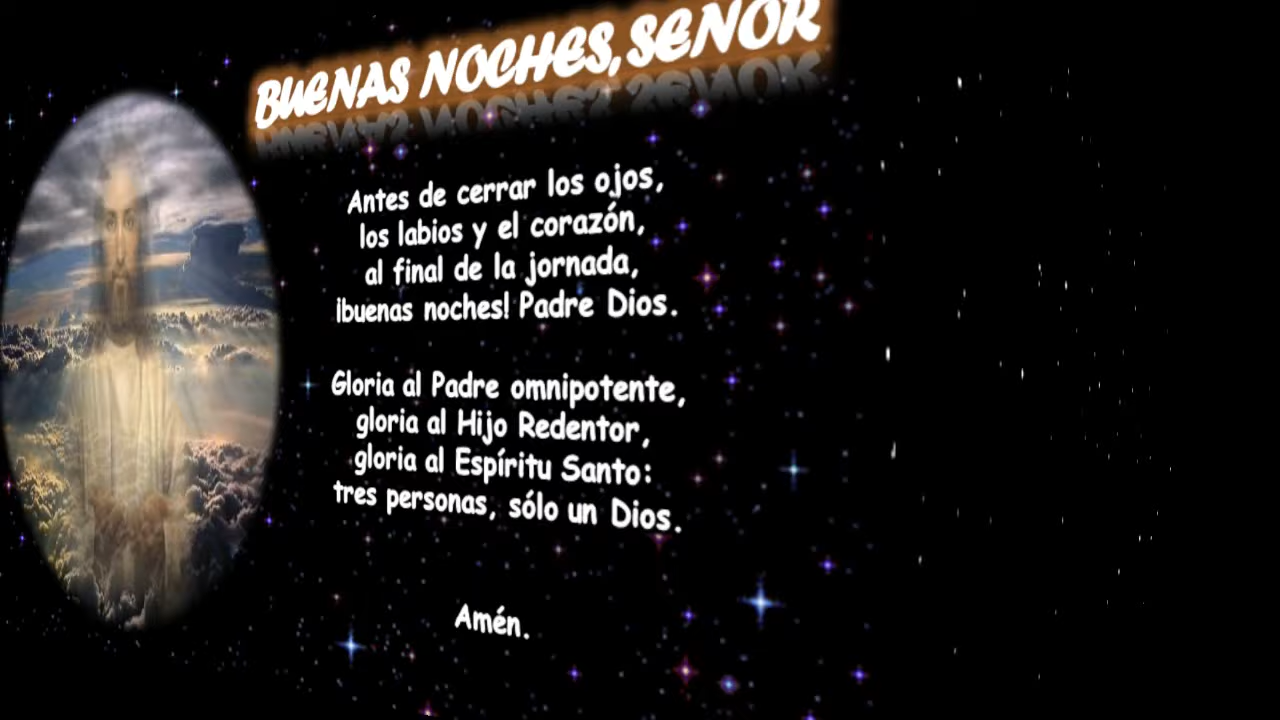 BUENAS NOCHES, SEÑOR
Antes de cerrar los ojos,
los labios y el corazón,
al final de la jornada,
¡buenas noches! Padre Dios.
Gloria al Padre omnipotente,
gloria al Hijo Redentor,
gloria al Espíritu Santo:
tres personas, sólo un Dios.
Amén.